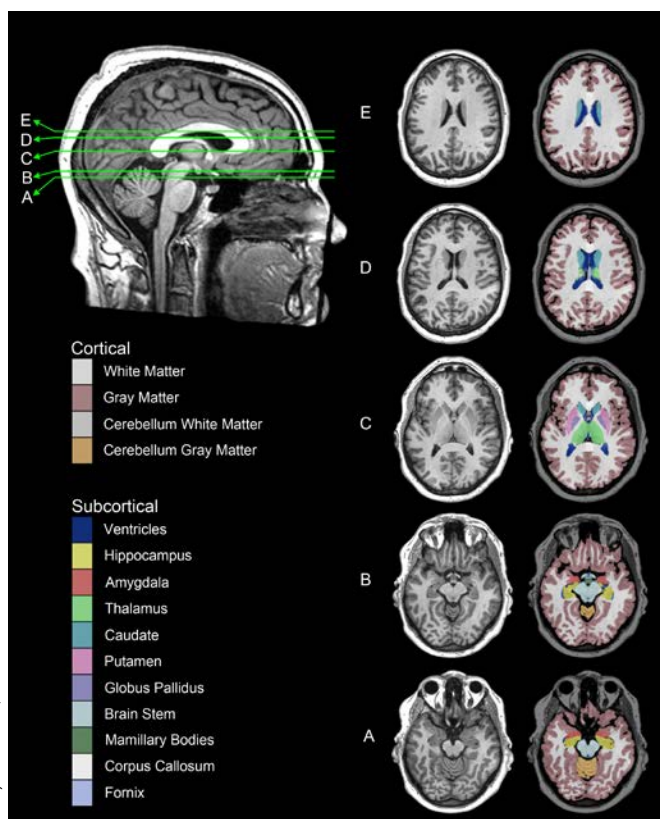 E
D
C
B
A
E
D
C
B
A
Cortical
White Matter
Gray Matter
Cerebellum White Matter
Cerebellum Gray Matter
Subcortical
Ventricles
Hippocampus
Amygdala
Thalamus
Caudate
Putamen
Globus Pallidus
Brain Stem
Mamillary Bodies
Corpus Callosum
Fornix